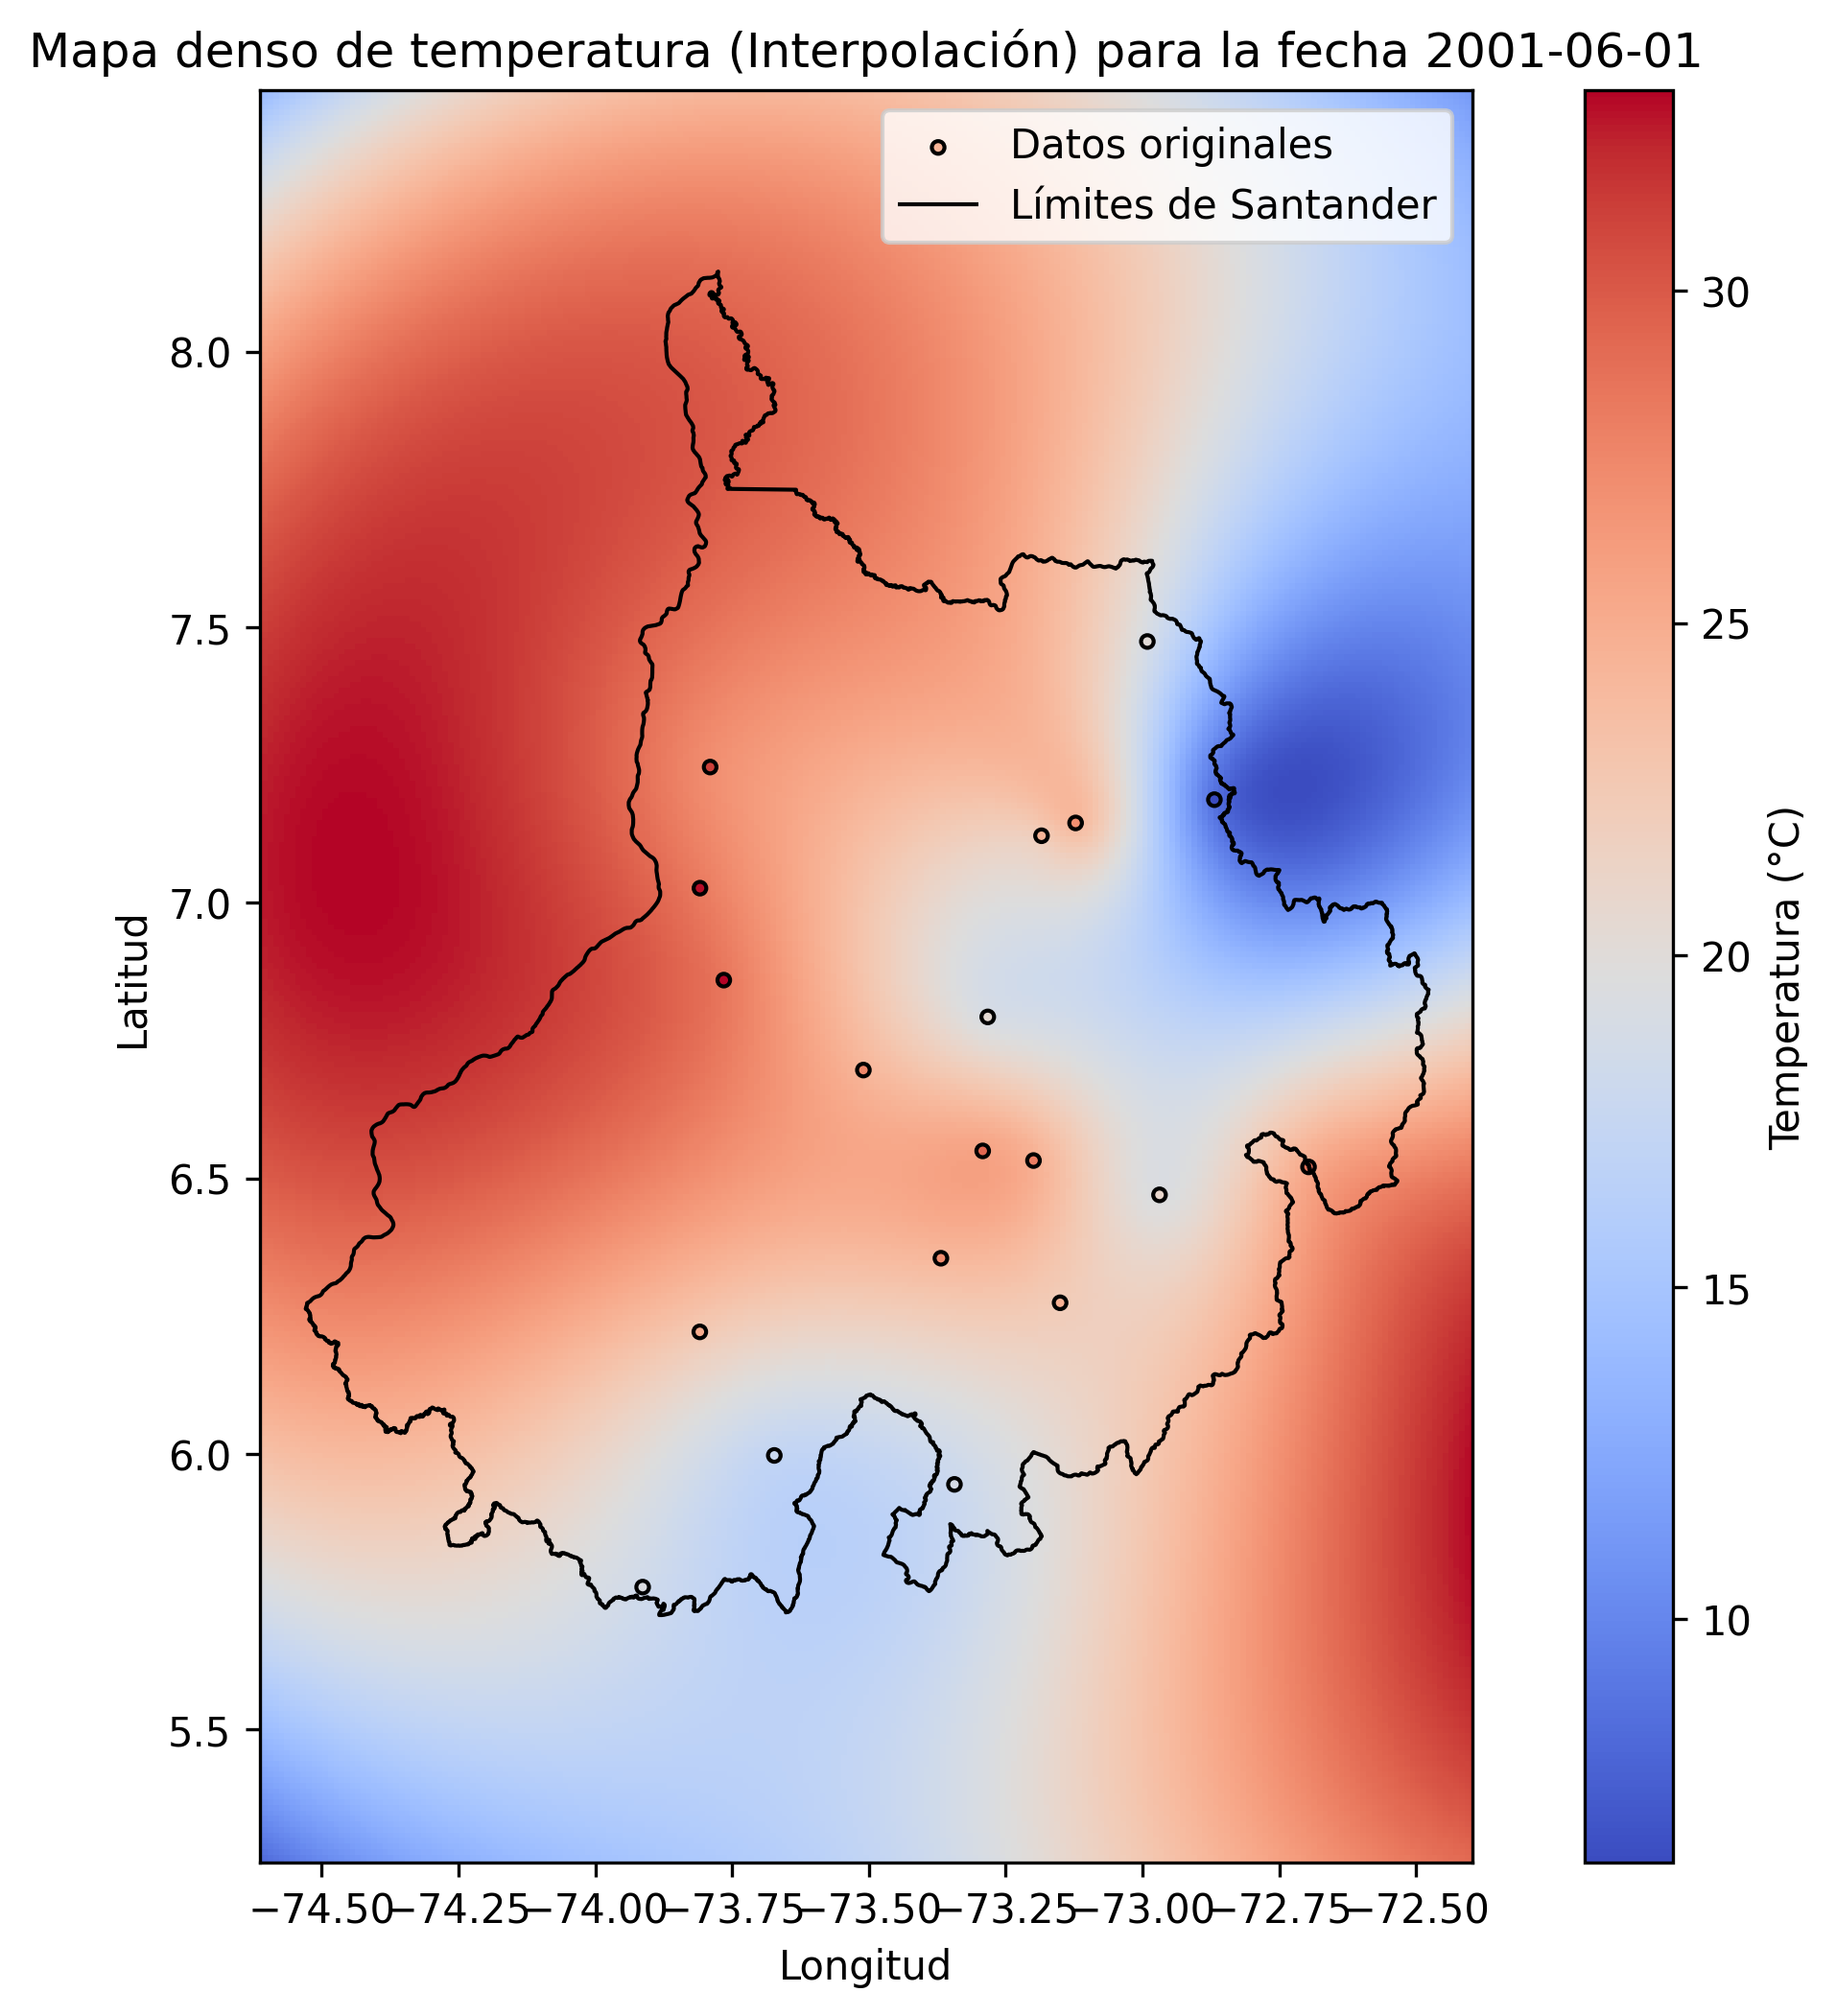 Mapa denso de temperatura (Interpolación) para la fecha 2001-06-01
Datos originales
Límites de Santander
8.0
7.5
7.0
6.5
6.0
5.5
Latitud
−74.50 −74.25 −74.00 −73.75 −73.50 −73.25 −73.00 −72.75 −72.50
Longitud
30
25
20
15
10
Temperatura (°C)